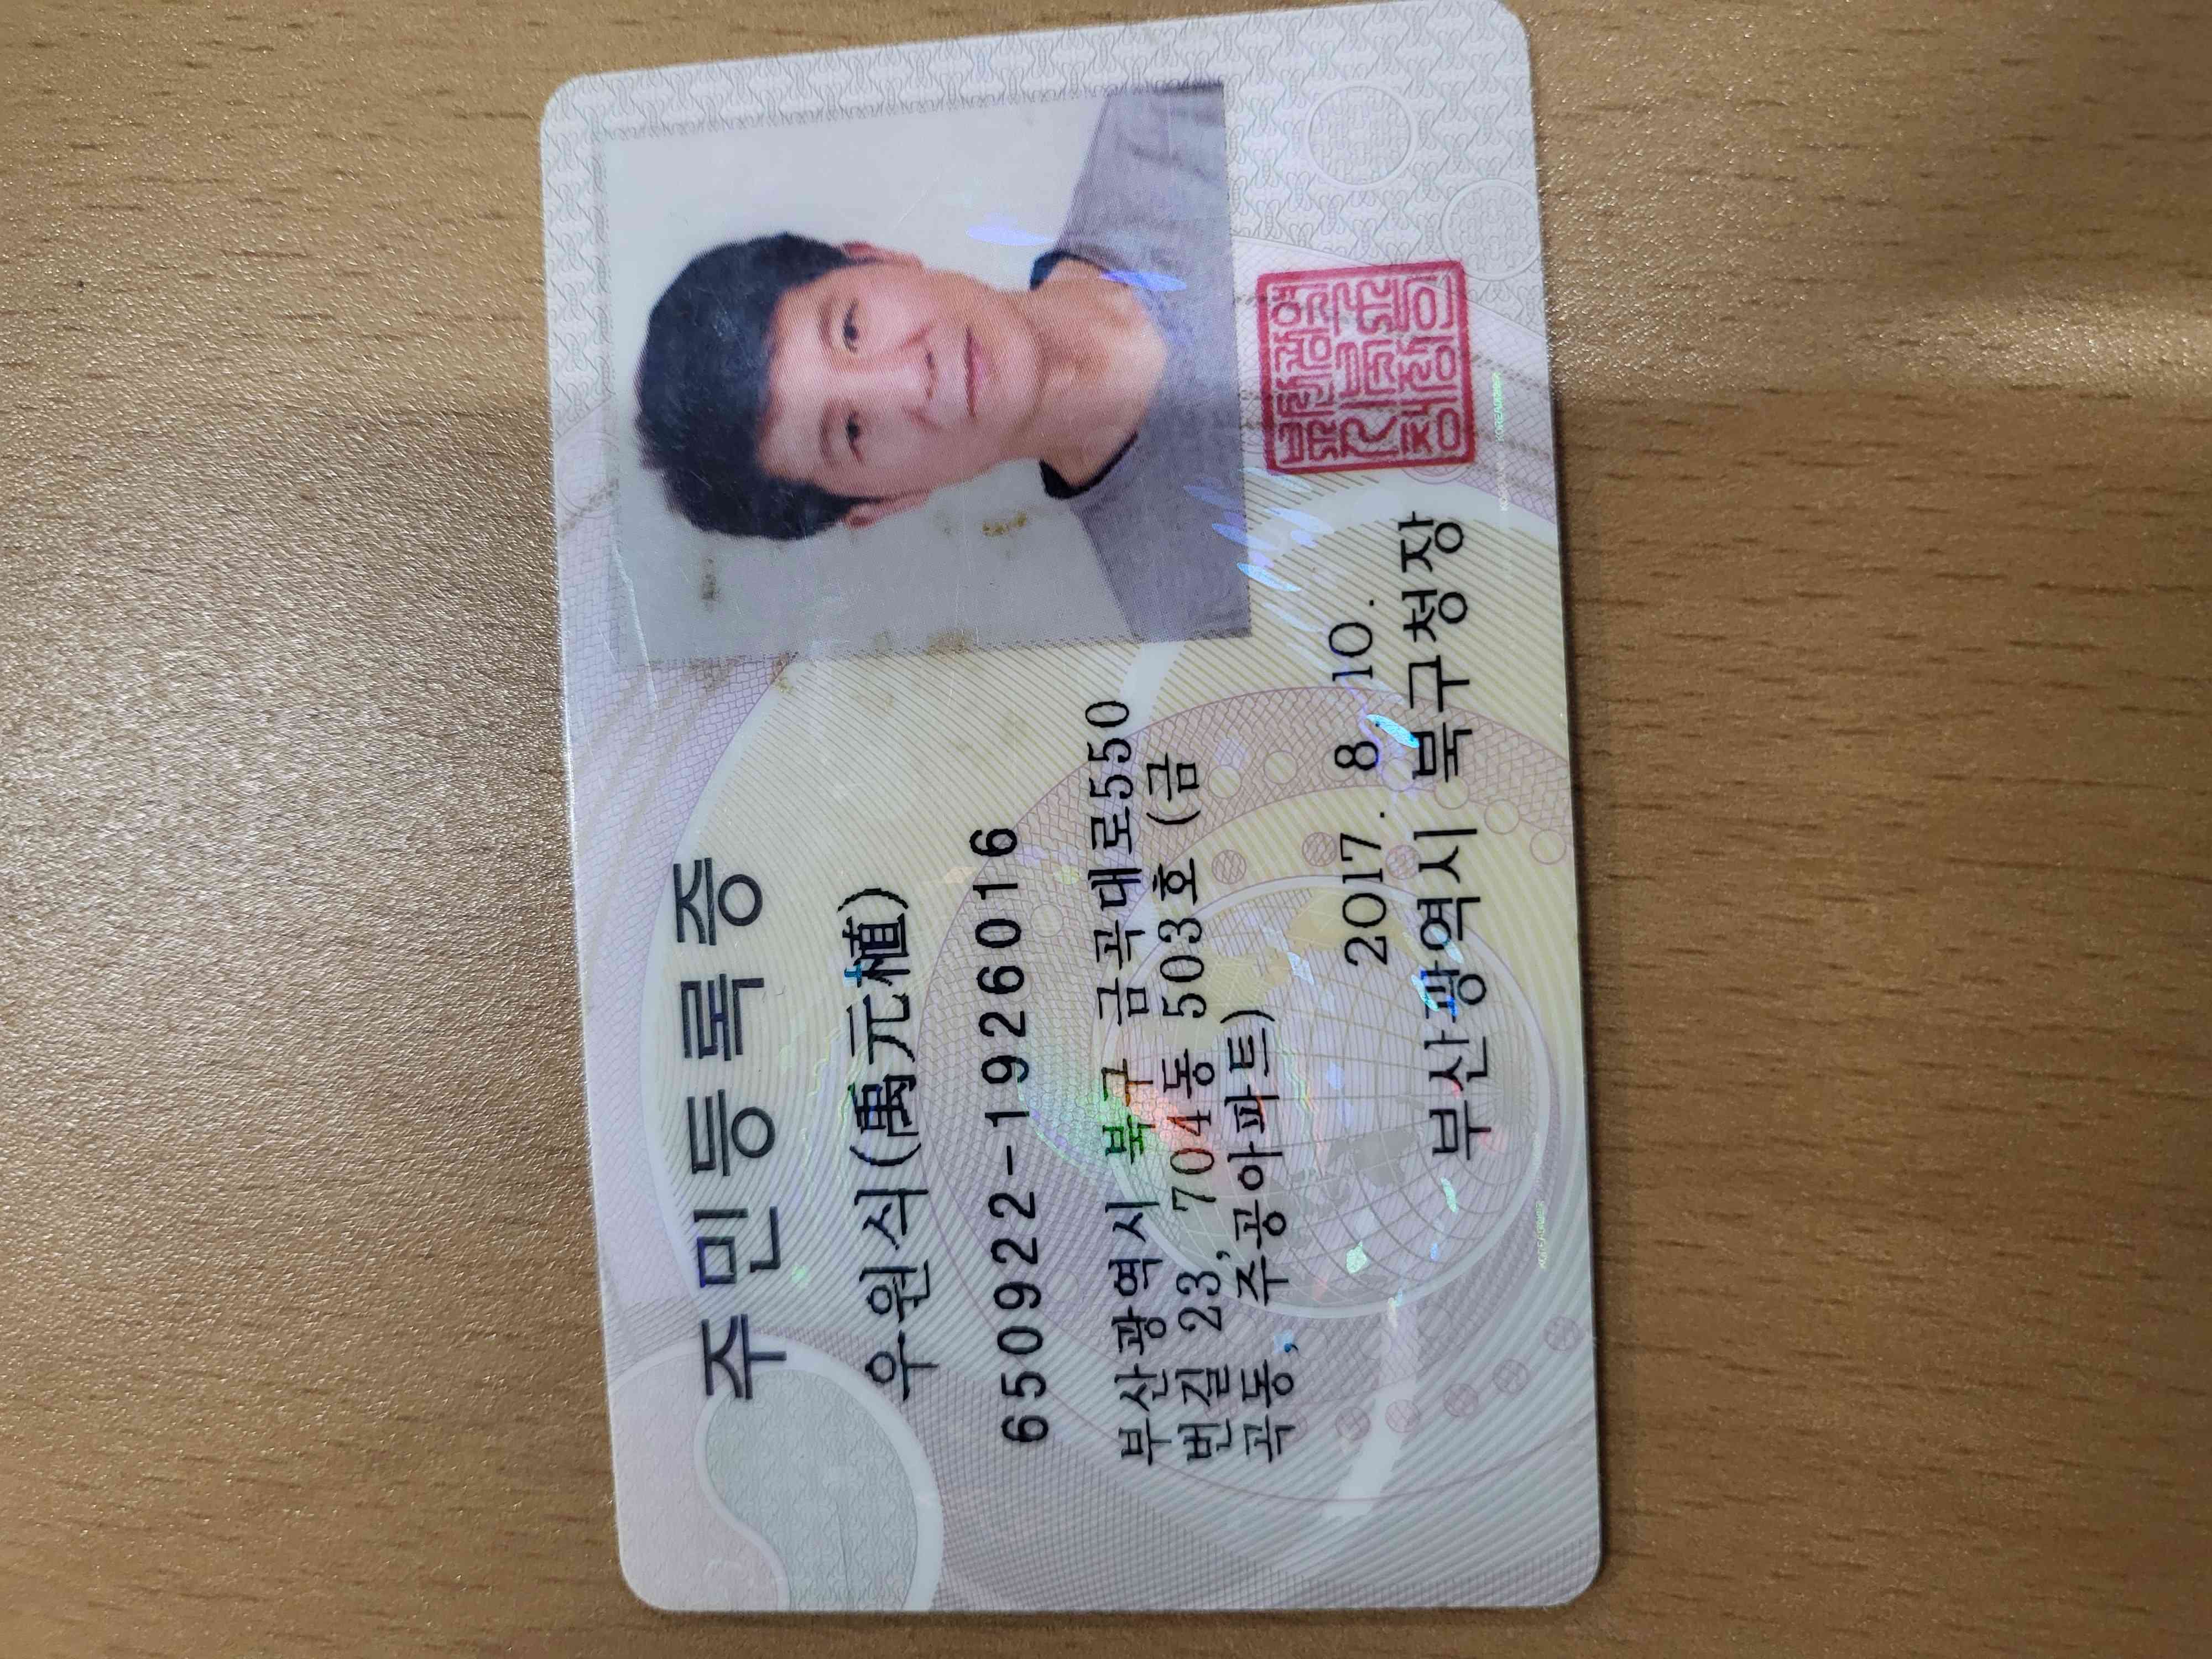 주민등록증
우원식(禹元植)
650922-1926016
부산광역시 북구 금곡대로550
번길 23, 704동 503호 (금
곡동, 주공아파트)
2017. 8. 10.
부산광역시 북구청장